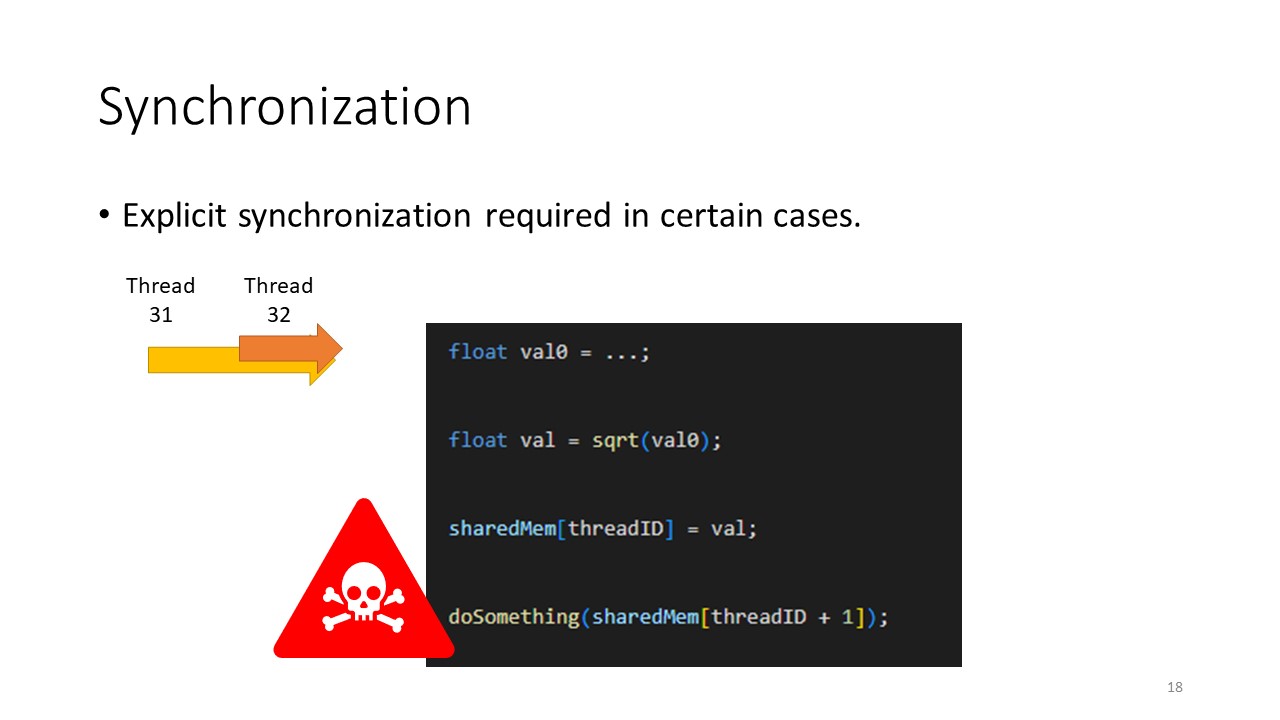 Synchronization
• Explicit synchronization required in certain cases.
Thread Thread
31 32
float val0 = ...;
float val = sqrt(val0);
sharedMem[threadID] = val;
doSomething(sharedMem[threadID + 1]);
18